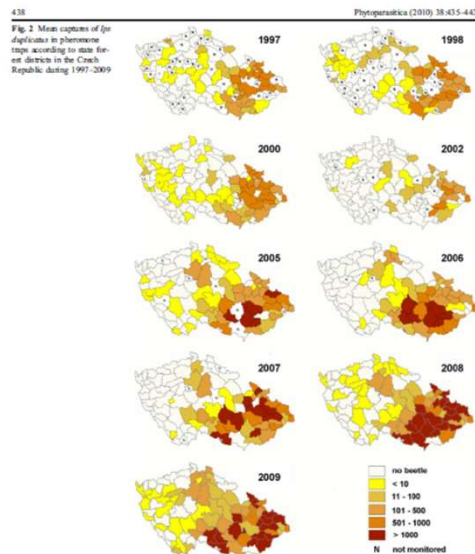 438
Phytoparasitica (2010) 38:435-443
Fig. 2 Mean captures of Ips
duplicatus in pheromone
traps according to state for-
est districts in the Czech
Republic during 1997–2009
1997
1998
2000
2002
2005
2006
2007
2008
2009
no beetle
< 10
11 - 100
101 - 500
501 - 1000
> 1000
N not monitored